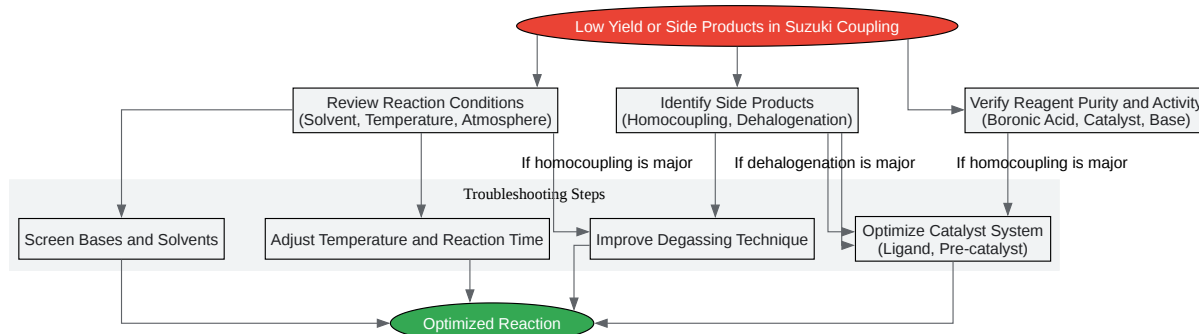 Low Yield or Side Products in Suzuki Coupling
Review Reaction Conditions
(Solvent, Temperature, Atmosphere)
Identify Side Products
(Homocoupling, Dehalogenation)
Verify Reagent Purity and Activity
(Boronic Acid, Catalyst, Base)
If homocoupling is major
If dehalogenation is major
If homocoupling is major
Troubleshooting Steps
Screen Bases and Solvents
Adjust Temperature and Reaction Time
Improve Degassing Technique
Optimize Catalyst System
(Ligand, Pre-catalyst)
Optimized Reaction